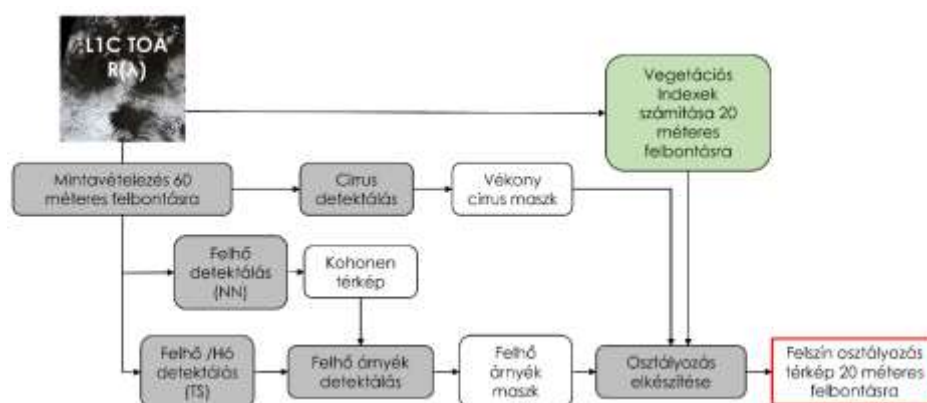 L1C TOA
R(λ)
Vegetációs
Indexek
számítása 20
méteres
felbontásra
Mintavételezés 60
méteres felbontásra
Cirrus
detektálás
Vékony
cirrus maszk
Felhő
detektálás
(NN)
Kohonen
térkép
Felhő /Hó
detektálás
(TS)
Felhő árnyék
detektálás
Felhő
árnyék
maszk
Osztályozás
elkészítése
Felszín osztályozás
térkép 20 méteres
felbontásra